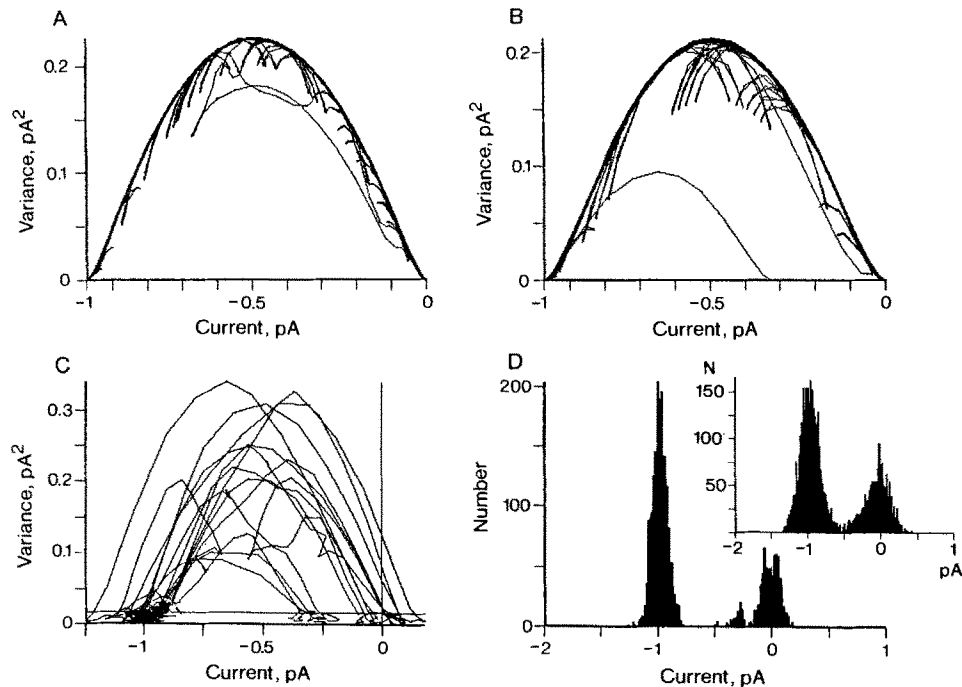 A
Variance, pA²
0.2
0.1
0
-1
-0.5
0
Current, pA
B
Variance, pA²
0.2
0.1
0
-1
-0.5
0
Current, pA
C
Variance, pA²
0.3
0.2
0.1
0
-1
-0.5
0
Current, pA
D
Number
200
100
0
-2
-1
0
1
Current, pA
N
150
100
50
-2
-1
0
1
pA